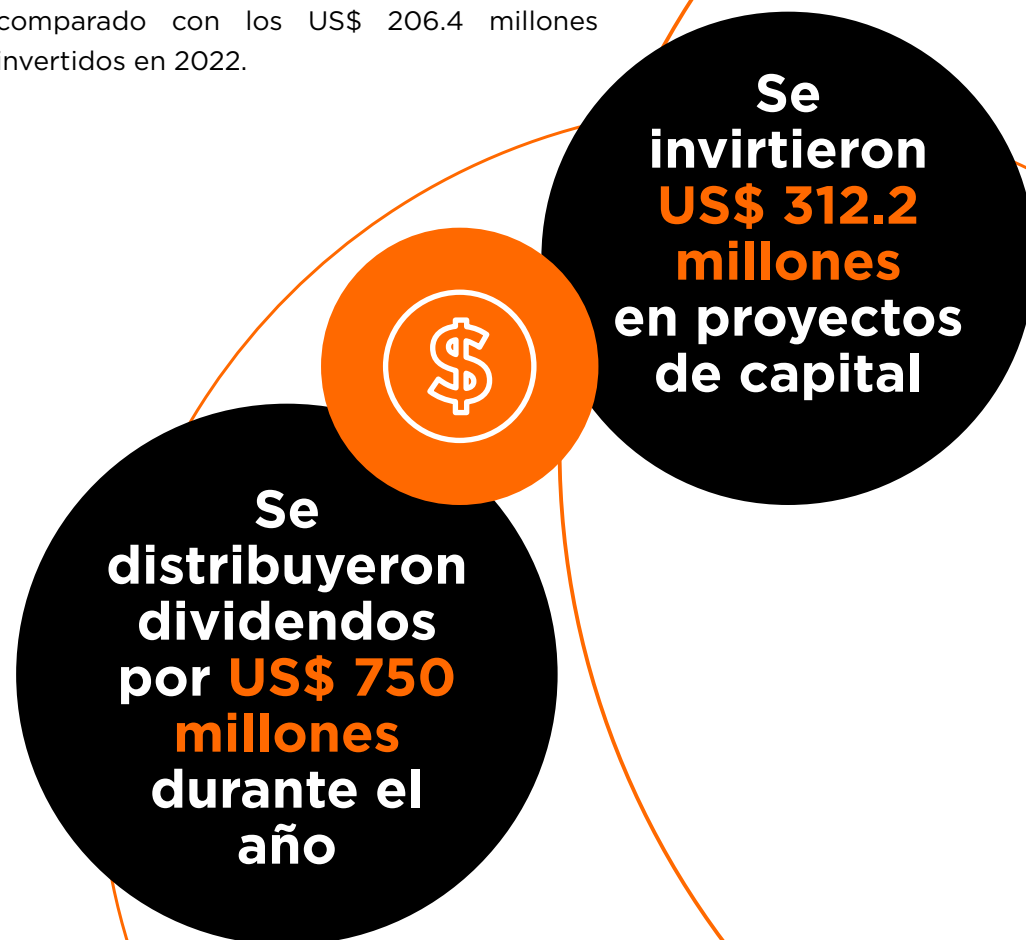 comparado con los US$ 206.4 millones
invertidos en 2022.
Se
invirtieron
US$ 312.2
millones
en proyectos
de capital
$
Se
distribuyeron
dividendos
por US$ 750
millones
durante el
año